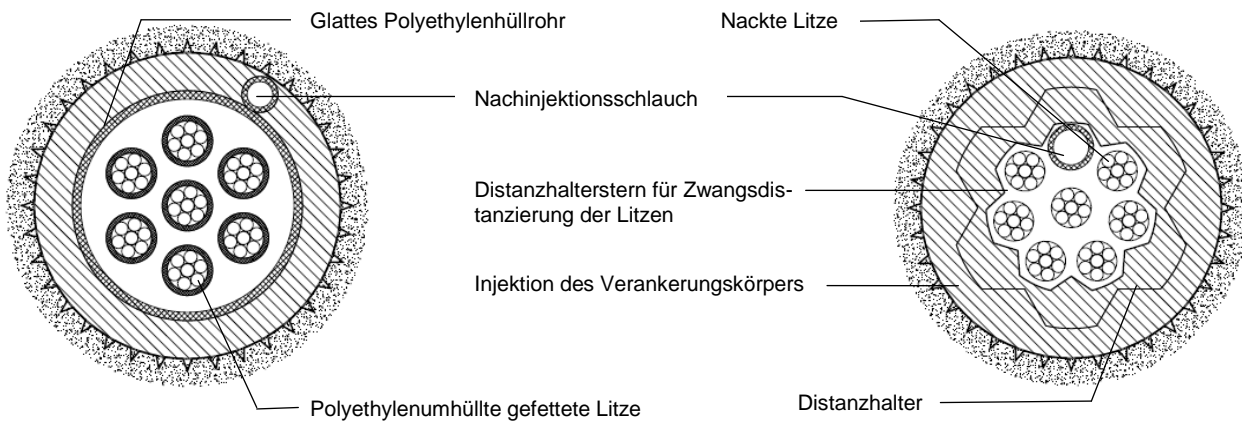 Glattes Polyethylenhüllrohr
Nackte Litze
Nachinjektionsschlauch
Distanzhalterstern für Zwangsdis-
tanzierung der Litzen
Injektion des Verankerungskörpers
Polyethylenumhüllte gefettete Litze
Distanzhalter